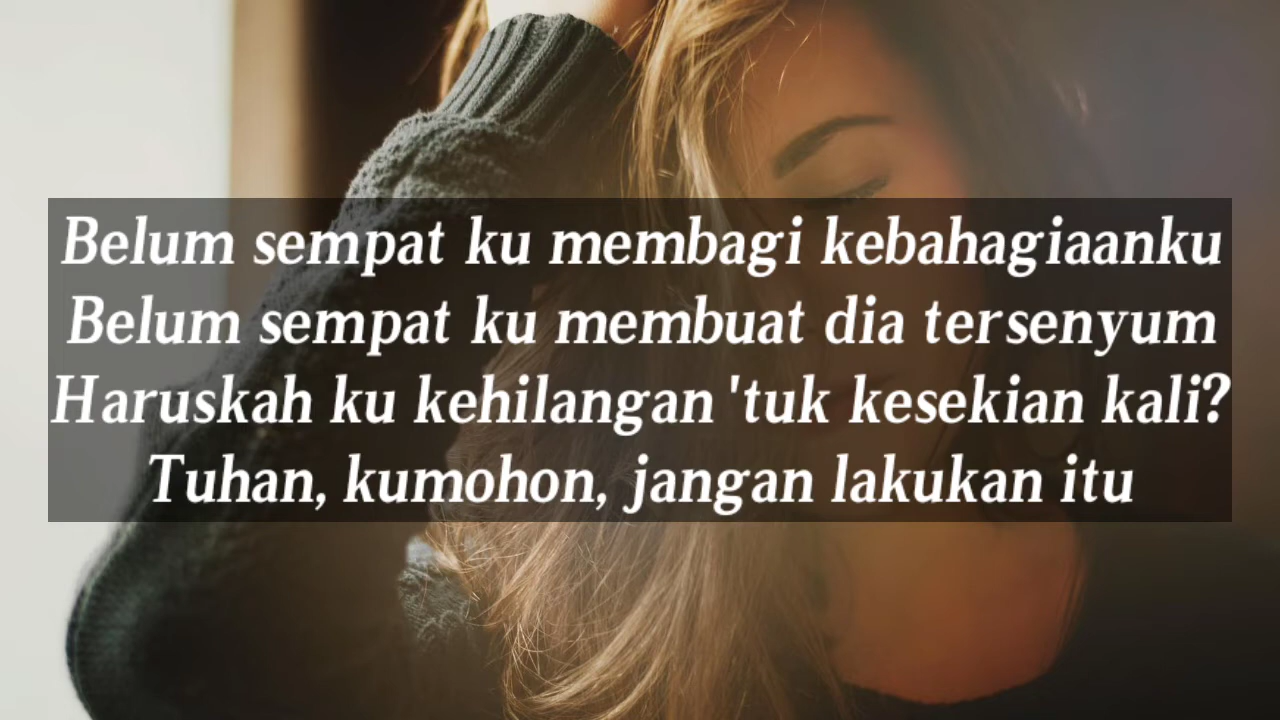 Belum sempat ku membagi kebahagiaanku
Belum sempat ku membuat dia tersenyum
Haruskah ku kehilangan 'tuk kesekian kali?
Tuhan, kumohon, jangan lakukan itu